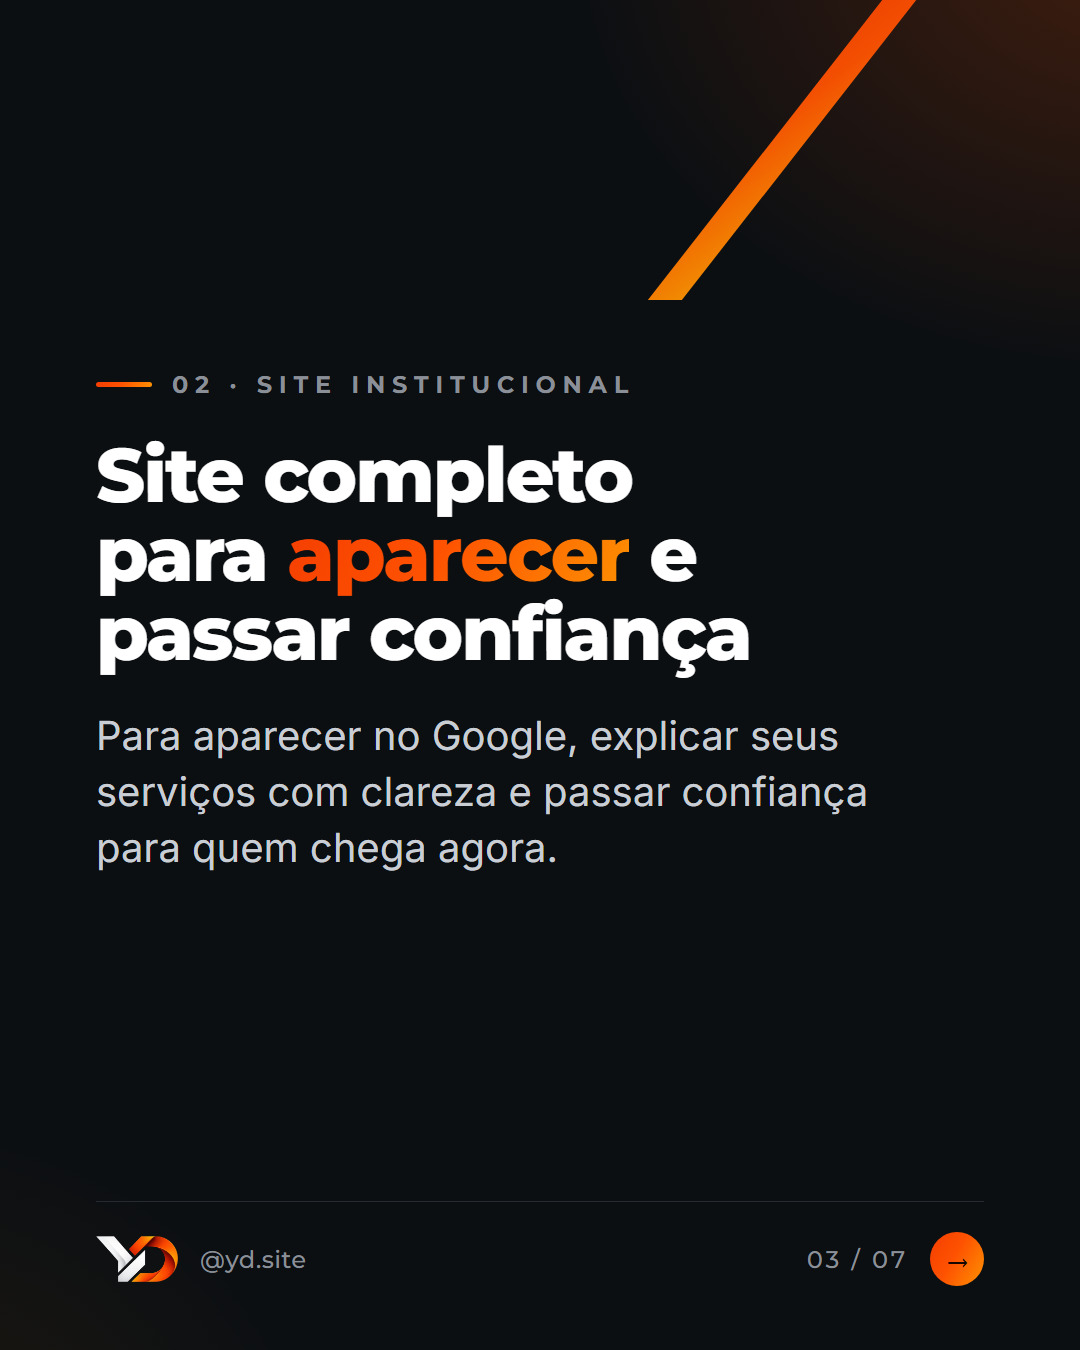 02 · SITE INSTITUCIONAL
Site completo
para aparecer e
passar confiança
Para aparecer no Google, explicar seus
serviços com clareza e passar confiança
para quem chega agora.
YD @yd.site
03 / 07 →